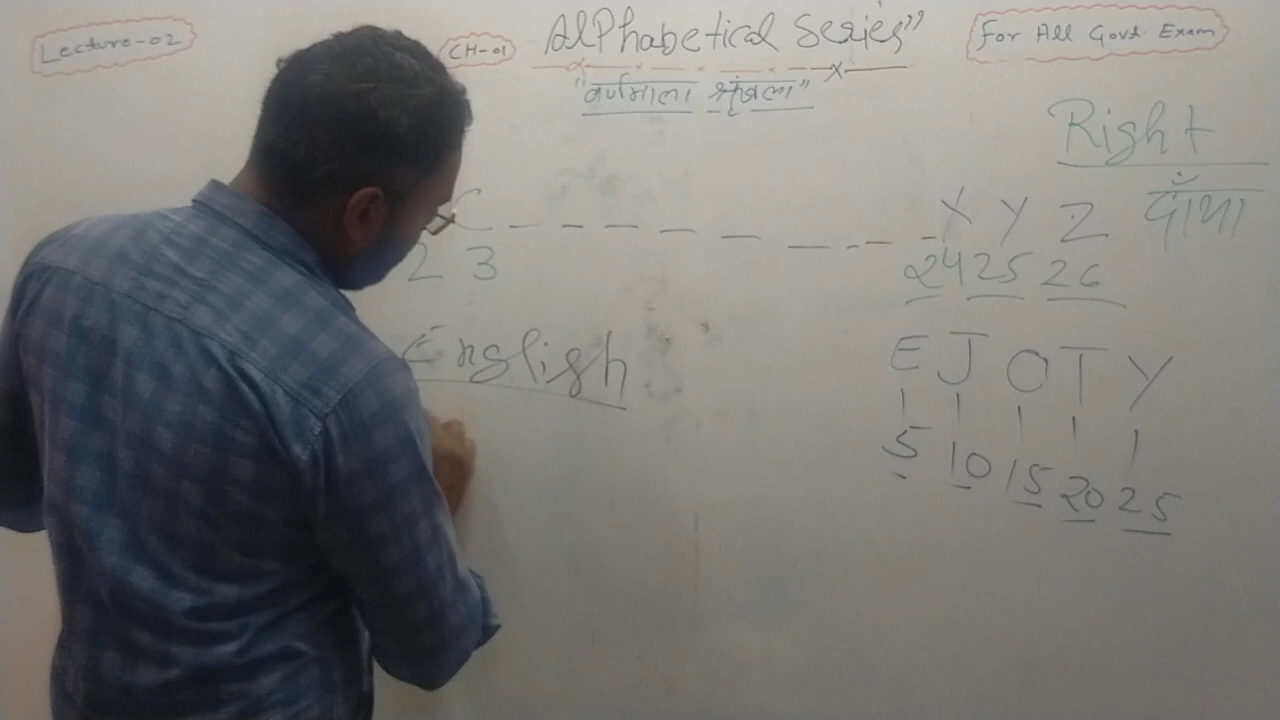 Lecture-02
CH-01
AlPhabetical Series"
For All Govt. Exam
"वर्णमाला श्रृंखला"
Right
दाँया
C - - - - - - - - X Y Z
2 3 24 25 26
English
E J O T Y
5 10 15 20 25